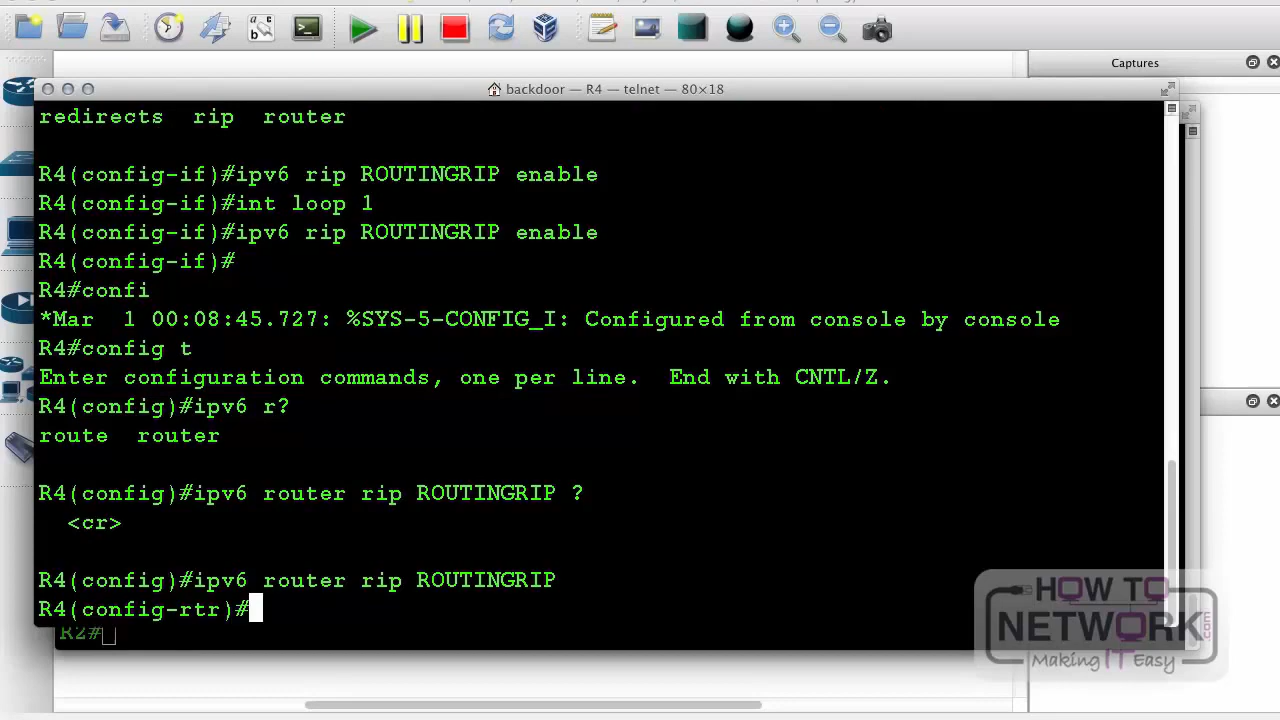 Captures
backdoor — R4 — telnet — 80×18
redirects  rip  router
R4(config-if)#ipv6 rip ROUTINGRIP enable
R4(config-if)#int loop 1
R4(config-if)#ipv6 rip ROUTINGRIP enable
R4(config-if)#
R4#confi
*Mar  1 00:08:45.727: %SYS-5-CONFIG_I: Configured from console by console
R4#config t
Enter configuration commands, one per line.  End with CNTL/Z.
R4(config)#ipv6 r?
route  router
R4(config)#ipv6 router rip ROUTINGRIP ?
  <cr>
R4(config)#ipv6 router rip ROUTINGRIP
R4(config-rtr)#
R2#
HOW TO
NETWORK.com
Making IT Easy